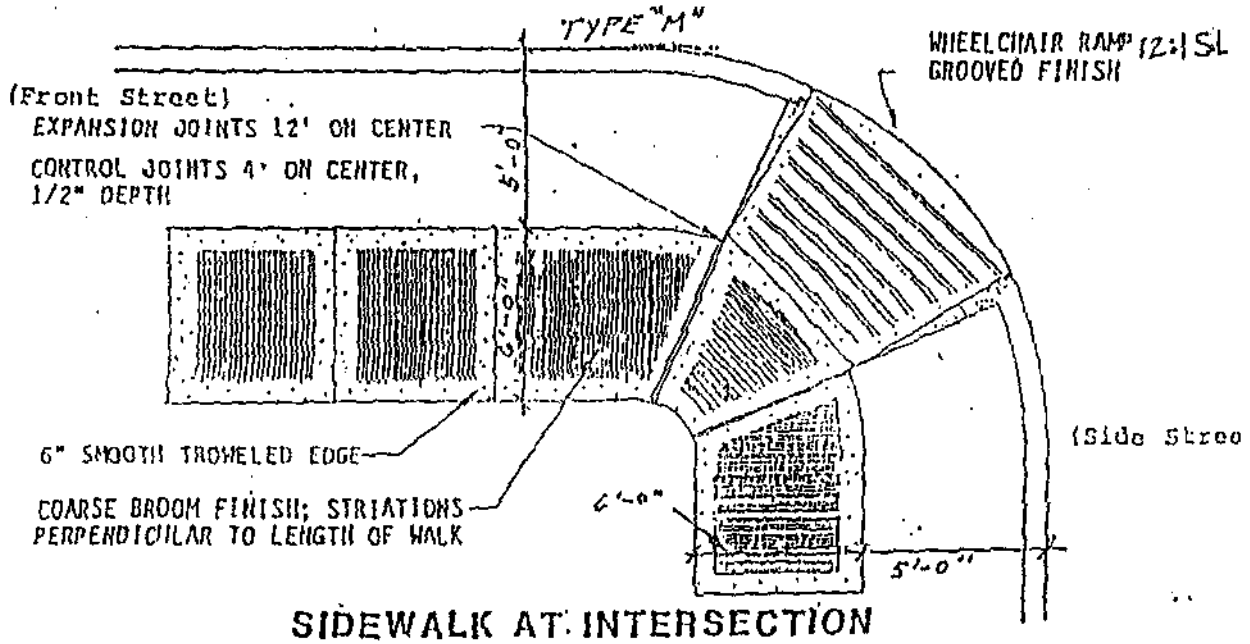 TYPE "M"
WHEELCHAIR RAMP 12:1 SL
GROOVED FINISH
(Front Street)
EXPANSION JOINTS 12' ON CENTER
CONTROL JOINTS 4' ON CENTER,
1/2" DEPTH
5'-0"
6'-0"
6" SMOOTH TROWELED EDGE
COARSE BROOM FINISH; STRIATIONS
PERPENDICULAR TO LENGTH OF WALK
6'-0"
5'-0"
(Side Stree
SIDEWALK AT INTERSECTION